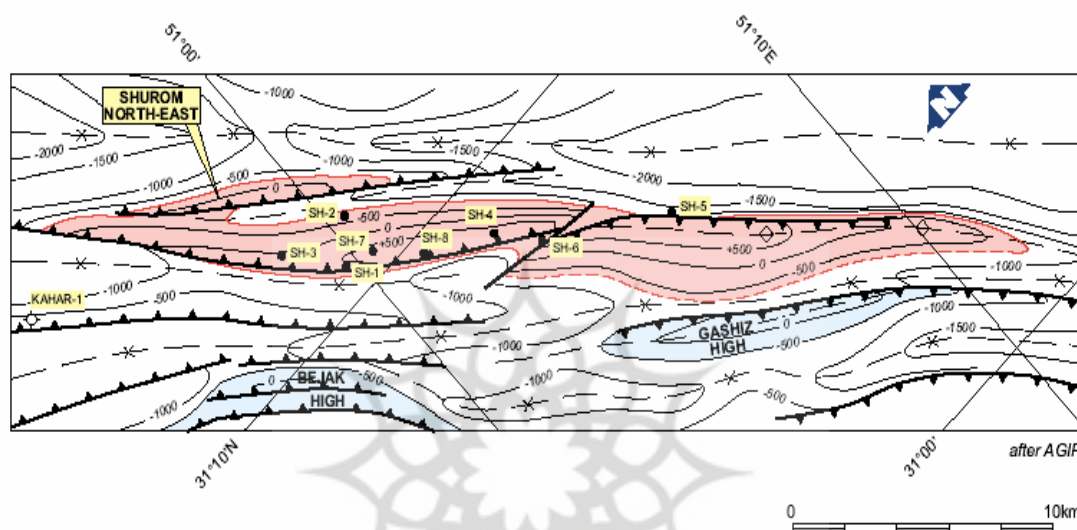 51°00'
51°10'E
N
-1000
SHUROM
NORTH-EAST
-2000
-1500
-1500
-1000
-500
0
-1000
-2000
-1500
SH-5
SH-2
-500
0
SH-4
SH-7
+500
SH-8
SH-6
+500
SH-3
0
-500
SH-1
-1000
-1000
KAHAR-1
-500
-1000
-1000
GASHIZ
0
HIGH
-500
-1500
-1000
0
BEJAK
-500
-1000
HIGH
-1000
-500
31°10'N
31°00'
after AGIP
0
10km